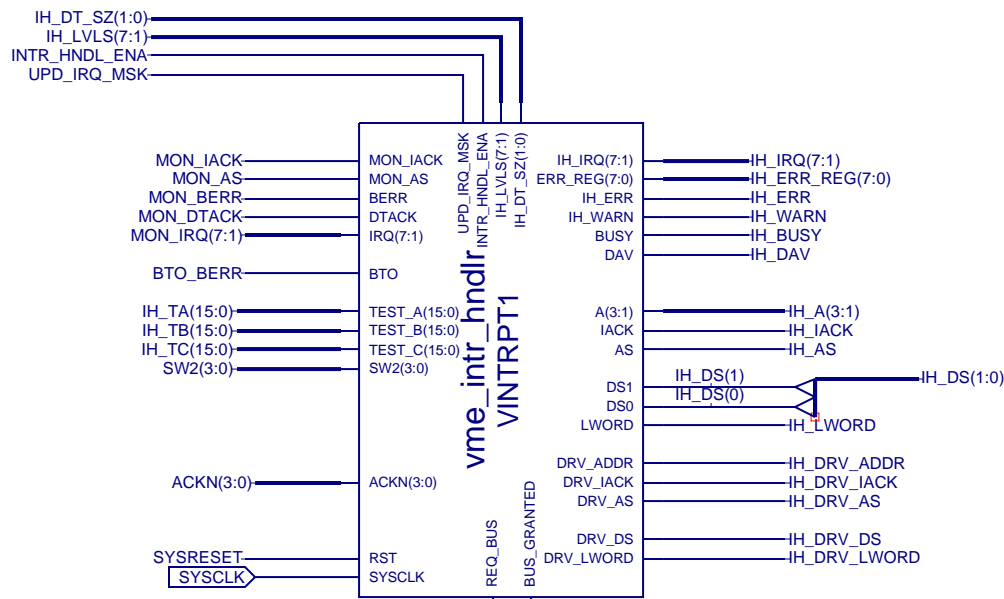 IH_DT_SZ(1:0)
IH_LVLS(7:1)
INTR_HNDL_ENA
UPD_IRQ_MSK
UPD_IRQ_MSK
INTR_HNDL_ENA
IH_LVLS(7:1)
IH_DT_SZ(1:0)
MON_IACK MON_IACK IH_IRQ(7:1) IH_IRQ(7:1)
MON_AS MON_AS ERR_REG(7:0) IH_ERR_REG(7:0)
MON_BERR BERR IH_ERR IH_ERR
MON_DTACK DTACK IH_WARN IH_WARN
MON_IRQ(7:1) IRQ(7:1) BUSY IH_BUSY
DAV IH_DAV
BTO_BERR BTO
vme_intr_hndlr
VINTRPT1
IH_TA(15:0) TEST_A(15:0) A(3:1) IH_A(3:1)
IH_TB(15:0) TEST_B(15:0) IACK IH_IACK
IH_TC(15:0) TEST_C(15:0) AS IH_AS
SW2(3:0) SW2(3:0)
DS1 IH_DS(1) IH_DS(1:0)
DS0 IH_DS(0)
LWORD IH_LWORD
DRV_ADDR IH_DRV_ADDR
ACKN(3:0) ACKN(3:0) DRV_IACK IH_DRV_IACK
DRV_AS IH_DRV_AS
DRV_DS IH_DRV_DS
SYSRESET RST DRV_LWORD IH_DRV_LWORD
SYSCLK SYSCLK
REQ_BUS
BUS_GRANTED